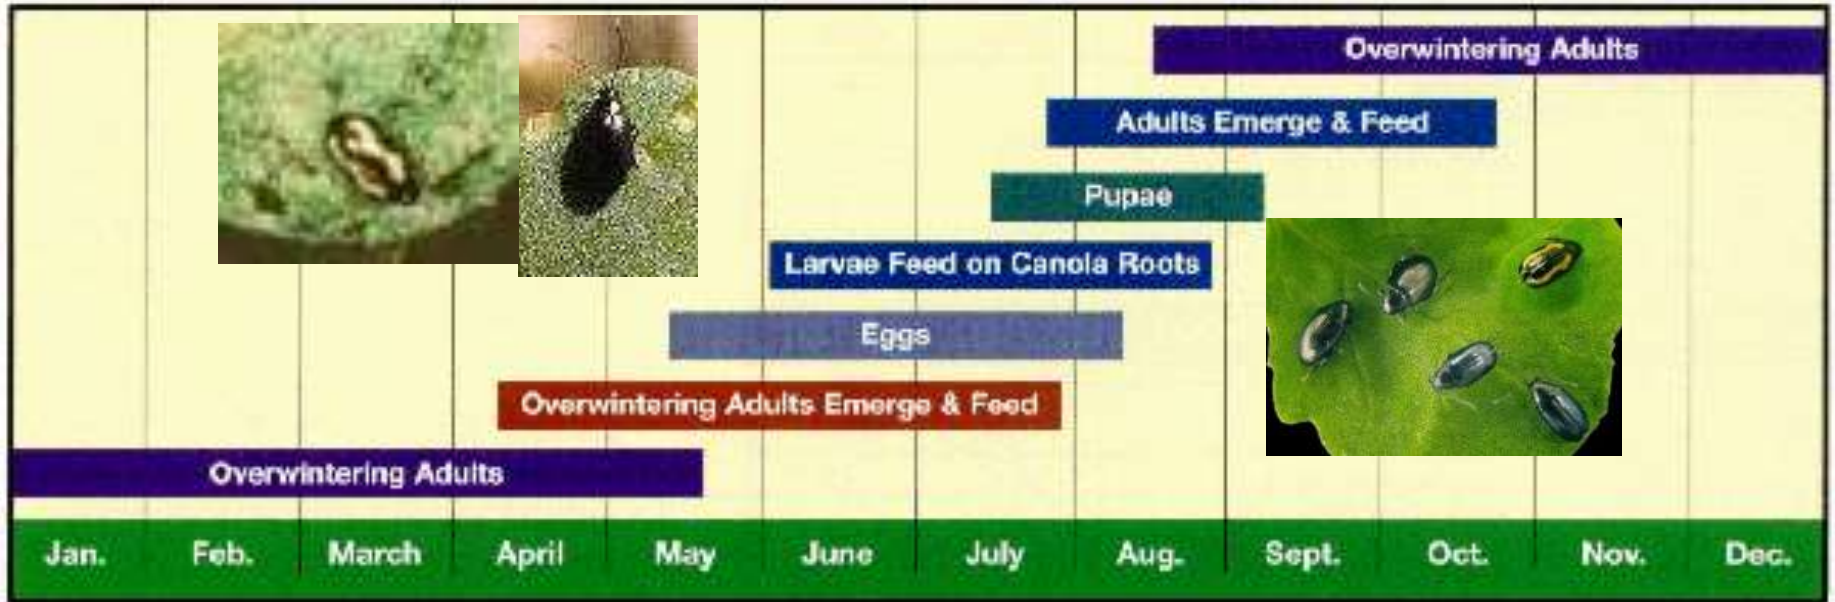 Overwintering Adults
Adults Emerge & Feed
Pupae
Larvae Feed on Canola Roots
Eggs
Overwintering Adults Emerge & Feed
Overwintering Adults
Jan. Feb. March April May June July Aug. Sept. Oct. Nov. Dec.